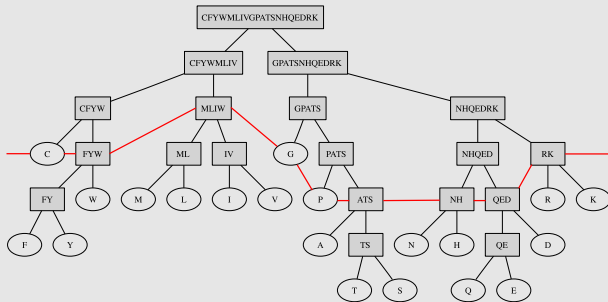 CFYWMLIVGPATSNHQEDRK
CFYWMLIV GPATSNHQEDRK
CFYW MLIW GPATS NHQEDRK
C FYW ML IV G PATS NHQED RK
FY W M L I V P ATS NH QED R K
F Y A TS N H QE D
T S Q E